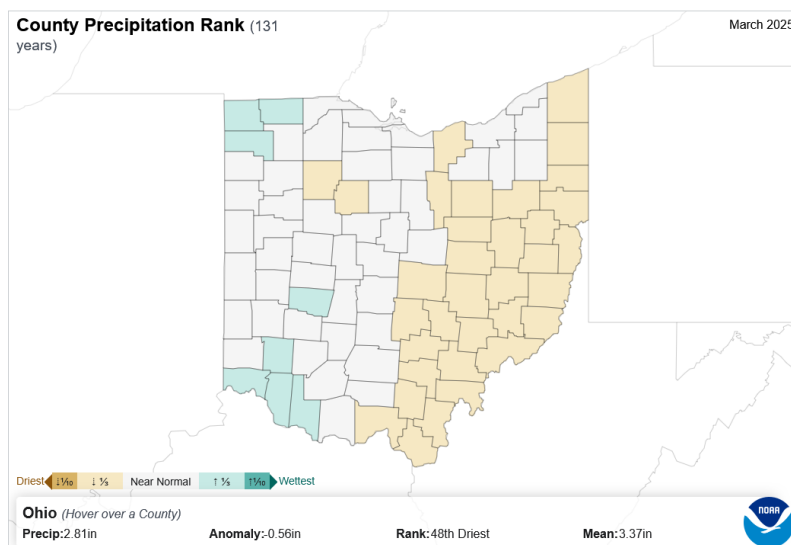 County Precipitation Rank (131
years)
March 2025
Driest ↓⅒ ↓ ⅓ Near Normal ↑ ⅓ ↑⅒ Wettest
Ohio (Hover over a County)
Precip:2.81in Anomaly:-0.56in Rank:48th Driest Mean:3.37in
NOAA